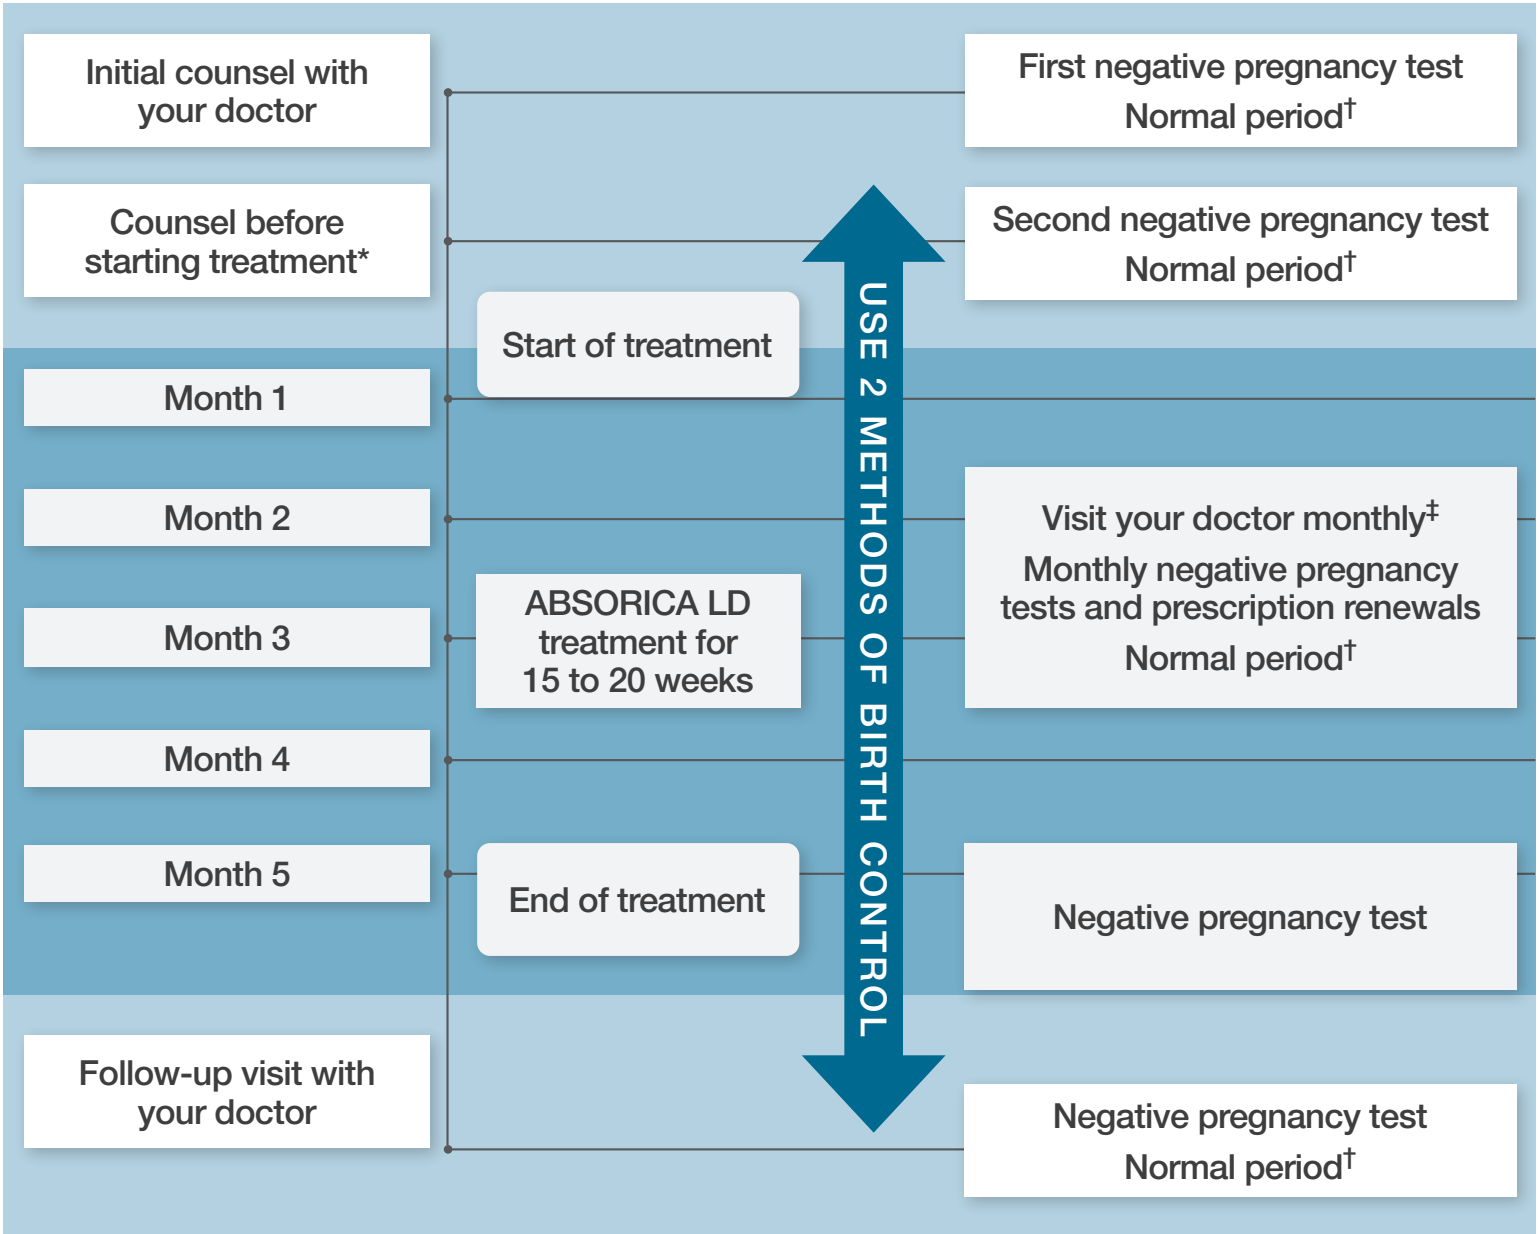 Initial counsel with
your doctor
First negative pregnancy test
Normal period†
Counsel before
starting treatment*
Second negative pregnancy test
Normal period†
Start of treatment
USE 2 METHODS OF BIRTH CONTROL
Month 1
Month 2
Visit your doctor monthly‡
Monthly negative pregnancy
tests and prescription renewals
Normal period†
ABSORICA LD
treatment for
15 to 20 weeks
Month 3
Month 4
Month 5
End of treatment
Negative pregnancy test
Follow-up visit with
your doctor
Negative pregnancy test
Normal period†